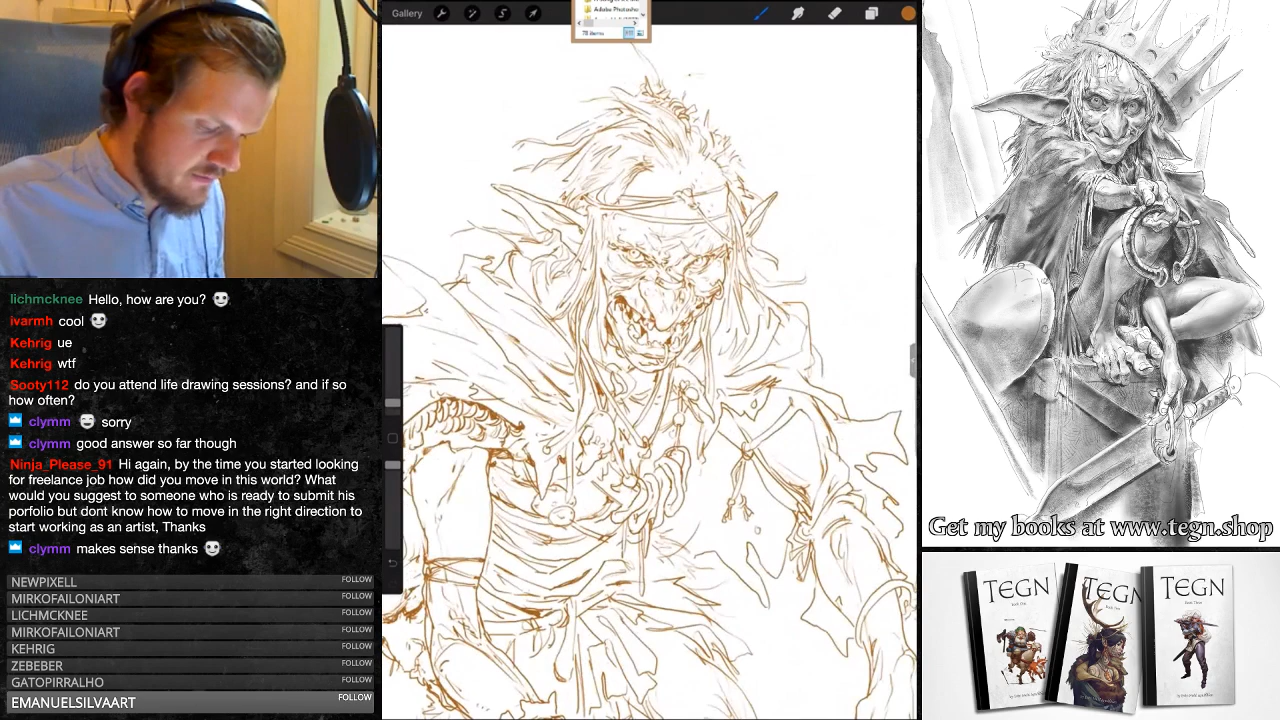 Gallery
Adobe Photosho
78 items
lichmcknee Hello, how are you?
ivarmh cool
Kehrig ue
Kehrig wtf
Sooty112 do you attend life drawing sessions? and if so
how often?
clymm sorry
clymm good answer so far though
Ninja_Please_91 Hi again, by the time you started looking
for freelance job how did you move in this world? What
would you suggest to someone who is ready to submit his
porfolio but dont know how to move in the right direction to
start working as an artist, Thanks
clymm makes sense thanks
NEWPIXELL FOLLOW
MIRKOFAILONIART FOLLOW
LICHMCKNEE FOLLOW
MIRKOFAILONIART FOLLOW
KEHRIG FOLLOW
ZEBEBER FOLLOW
GATOPIRRALHO FOLLOW
EMANUELSILVAART FOLLOW
Get my books at www.tegn.shop
TEGN
TEGN
TEGN